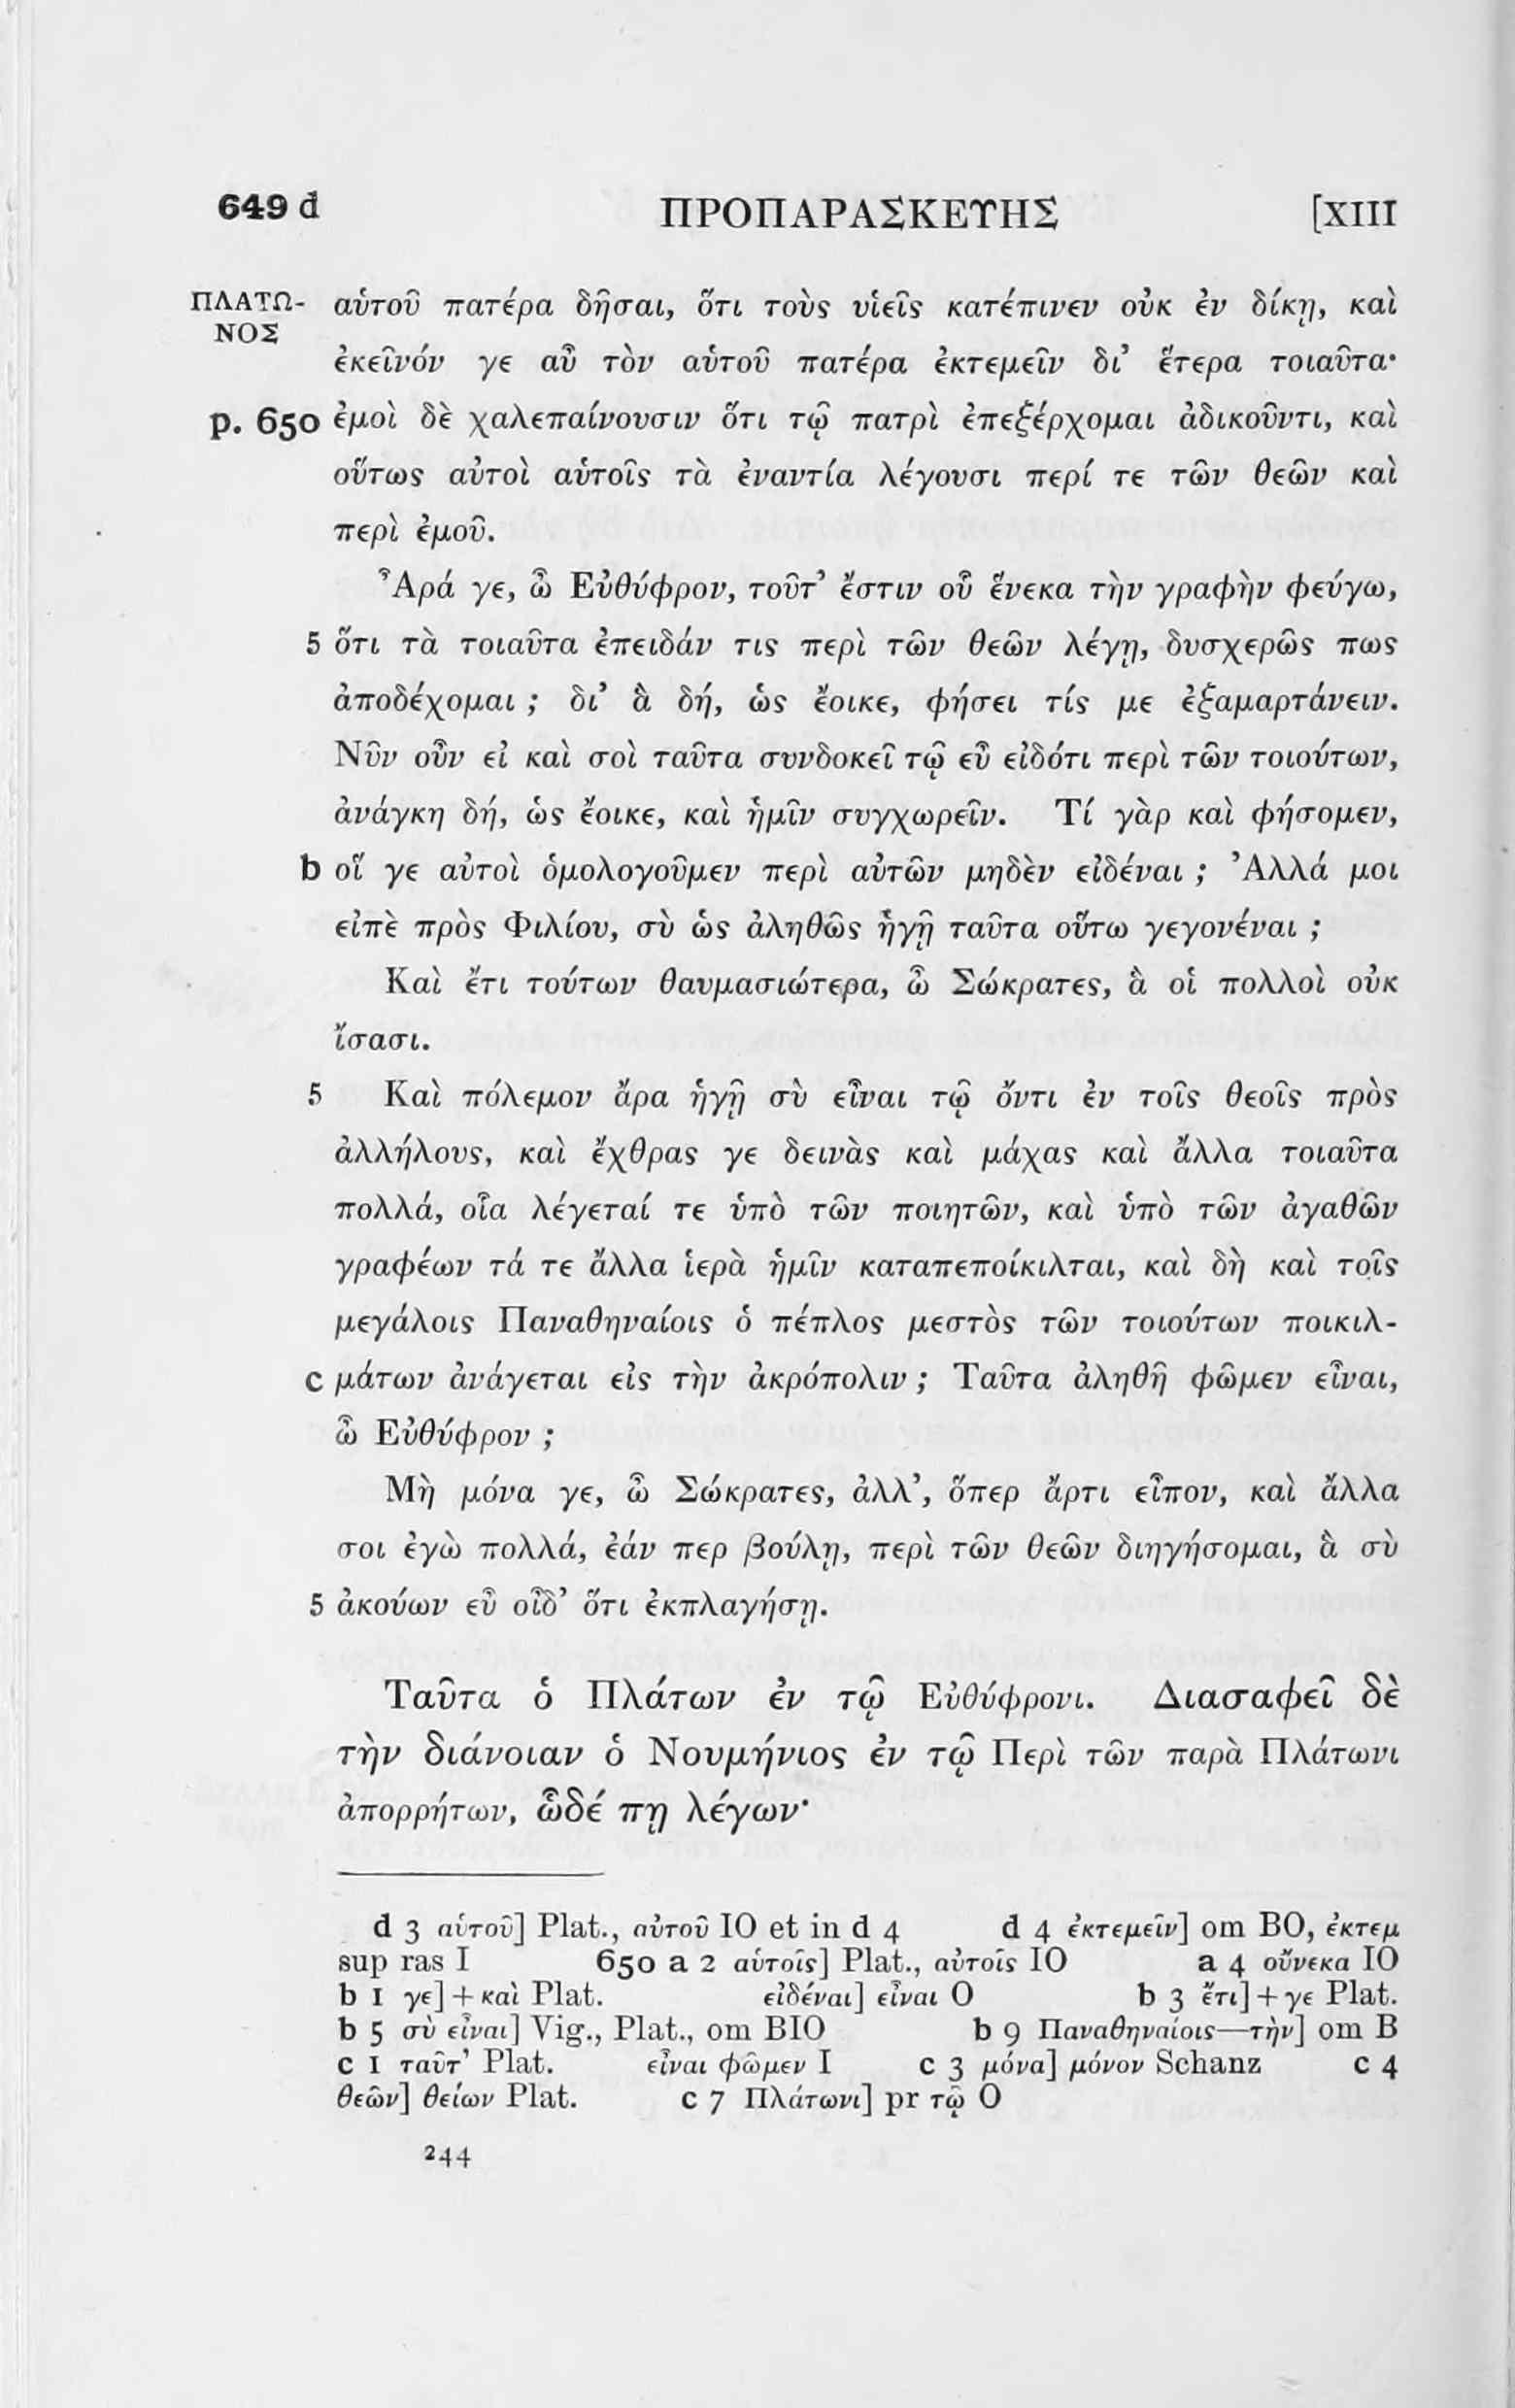 649 d ΠΡΟΠΑΡΑΣΚΕΥΗΣ [XIII
ΠΛΑΤΩ-
ΝΟΣ
αὑτοῦ πατέρα δῆσαι, ὅτι τοὺς υἱεῖς κατέπινεν οὐκ ἐν δίκῃ, καὶ
ἐκεῖνόν γε αὖ τὸν αὑτοῦ πατέρα ἐκτεμεῖν δι’ ἕτερα τοιαῦτα·
p. 650 ἐμοὶ δὲ χαλεπαίνουσιν ὅτι τῷ πατρὶ ἐπεξέρχομαι ἀδικοῦντι, καὶ
οὕτως αὐτοὶ αὑτοῖς τὰ ἐναντία λέγουσι περί τε τῶν θεῶν καὶ
περὶ ἐμοῦ.
Ἆρά γε, ὦ Εὐθύφρον, τοῦτ’ ἔστιν οὗ ἕνεκα τὴν γραφὴν φεύγω,
5 ὅτι τὰ τοιαῦτα ἐπειδάν τις περὶ τῶν θεῶν λέγῃ, δυσχερῶς πως
ἀποδέχομαι ; δι’ ἃ δή, ὡς ἔοικε, φήσει τίς με ἐξαμαρτάνειν.
Νῦν οὖν εἰ καὶ σοὶ ταῦτα συνδοκεῖ τῷ εὖ εἰδότι περὶ τῶν τοιούτων,
ἀνάγκη δή, ὡς ἔοικε, καὶ ἡμῖν συγχωρεῖν. Τί γὰρ καὶ φήσομεν,
b οἵ γε αὐτοὶ ὁμολογοῦμεν περὶ αὐτῶν μηδὲν εἰδέναι ; Ἀλλά μοι
εἰπὲ πρὸς Φιλίου, σὺ ὡς ἀληθῶς ἡγῇ ταῦτα οὕτω γεγονέναι ;
Καὶ ἔτι τούτων θαυμασιώτερα, ὦ Σώκρατες, ἃ οἱ πολλοὶ οὐκ
ἴσασι.
5 Καὶ πόλεμον ἄρα ἡγῇ σὺ εἶναι τῷ ὄντι ἐν τοῖς θεοῖς πρὸς
ἀλλήλους, καὶ ἔχθρας γε δεινὰς καὶ μάχας καὶ ἄλλα τοιαῦτα
πολλά, οἷα λέγεταί τε ὑπὸ τῶν ποιητῶν, καὶ ὑπὸ τῶν ἀγαθῶν
γραφέων τά τε ἄλλα ἱερὰ ἡμῖν καταπεποίκιλται, καὶ δὴ καὶ τοῖς
μεγάλοις Παναθηναίοις ὁ πέπλος μεστὸς τῶν τοιούτων ποικιλ-
c μάτων ἀνάγεται εἰς τὴν ἀκρόπολιν ; Ταῦτα ἀληθῆ φῶμεν εἶναι,
ὦ Εὐθύφρον ;
Μὴ μόνα γε, ὦ Σώκρατες, ἀλλ’, ὅπερ ἄρτι εἶπον, καὶ ἄλλα
σοι ἐγὼ πολλά, ἐάν περ βούλῃ, περὶ τῶν θεῶν διηγήσομαι, ἃ σὺ
5 ἀκούων εὖ οἶδ’ ὅτι ἐκπλαγήσῃ.
Ταῦτα ὁ Πλάτων ἐν τῷ Εὐθύφρονι. Διασαφεῖ δὲ
τὴν διάνοιαν ὁ Νουμήνιος ἐν τῷ Περὶ τῶν παρὰ Πλάτωνι
ἀπορρήτων, ὧδέ πῃ λέγων·
d 3 αὑτοῦ] Plat., αὐτοῦ IO et in d 4 d 4 ἐκτεμεῖν] om BO, ἐκτεμ
sup ras I 650 a 2 αὑτοῖς] Plat., αὐτοῖς IO a 4 οὕνεκα IO
b 1 γε] + καὶ Plat. εἰδέναι] εἶναι O b 3 ἔτι] + γε Plat.
b 5 σὺ εἶναι] Vig., Plat., om BIO b 9 Παναθηναίοις—τὴν] om B
c 1 ταῦτ’ Plat. εἶναι φῶμεν I c 3 μόνα] μόνον Schanz c 4
θεῶν] θείων Plat. c 7 Πλάτωνι] pr τῷ O
244